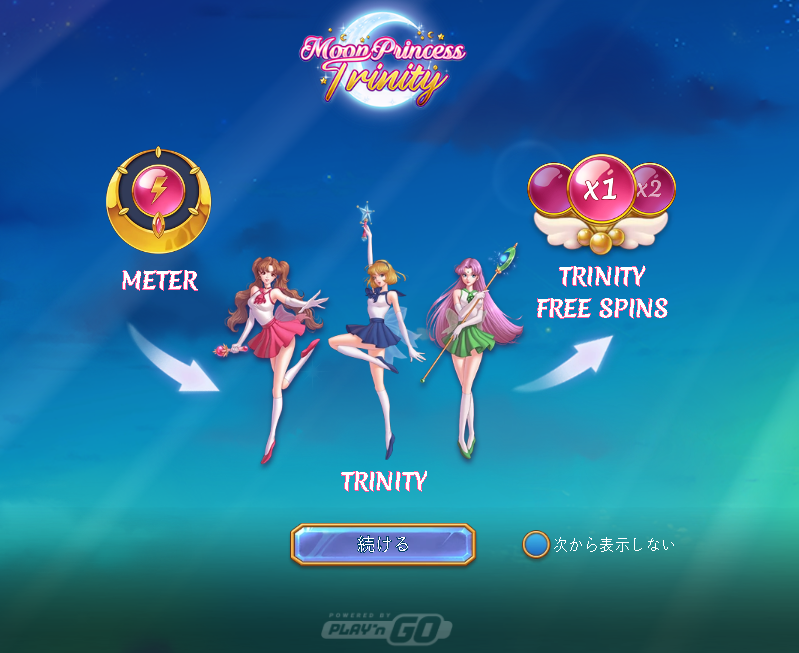 Moon Princess
Trinity
x1
x2
METER
TRINITY
FREE SPINS
TRINITY
続ける
次から表示しない
POWERED BY
PLAY'n GO